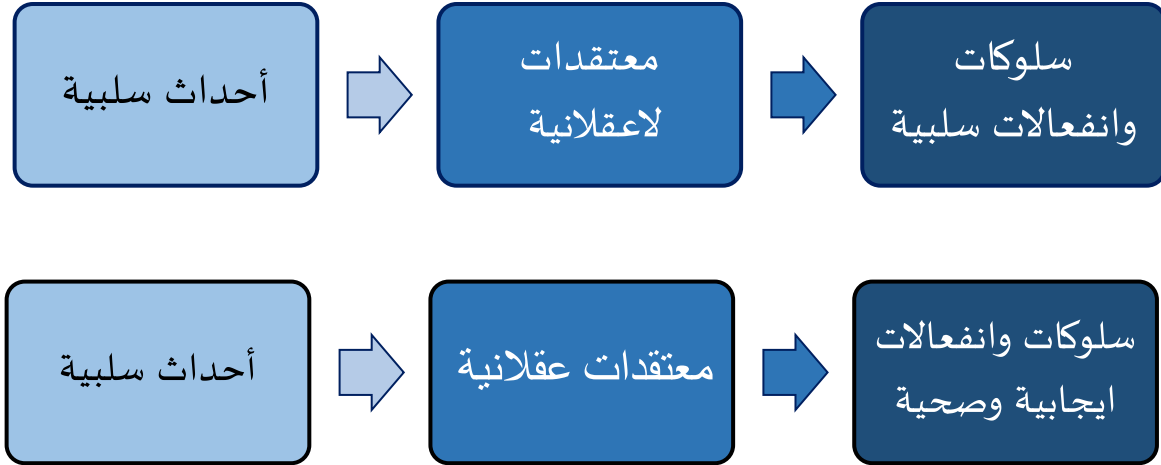 أحداث سلبية
معتقدات
لاعقلانية
سلوكات
وانفعالات سلبية
أحداث سلبية
معتقدات عقلانية
سلوكات وانفعالات
ايجابية وصحية